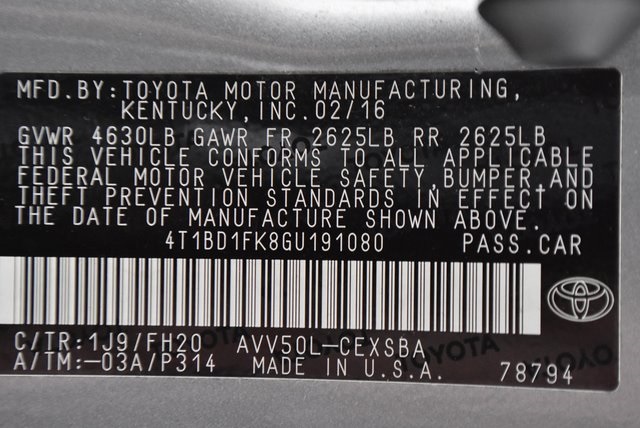 MFD.BY:TOYOTA MOTOR MANUFACTURING,
KENTUCKY, INC.02/16
GVWR 4630LB GAWR FR 2625LB RR 2625LB
THIS VEHICLE CONFORMS TO ALL APPLICABLE
FEDERAL MOTOR VEHICLE SAFETY,BUMPER,AND
THEFT PREVENTION STANDARDS IN EFFECT ON
THE DATE OF MANUFACTURE SHOWN ABOVE.
4T1BD1FK8GU191080 PASS.CAR
C/TR:1J9/FH20 AVV50L-CEXSBA
A/TM:-03A/P314 MADE IN U.S.A. 78794